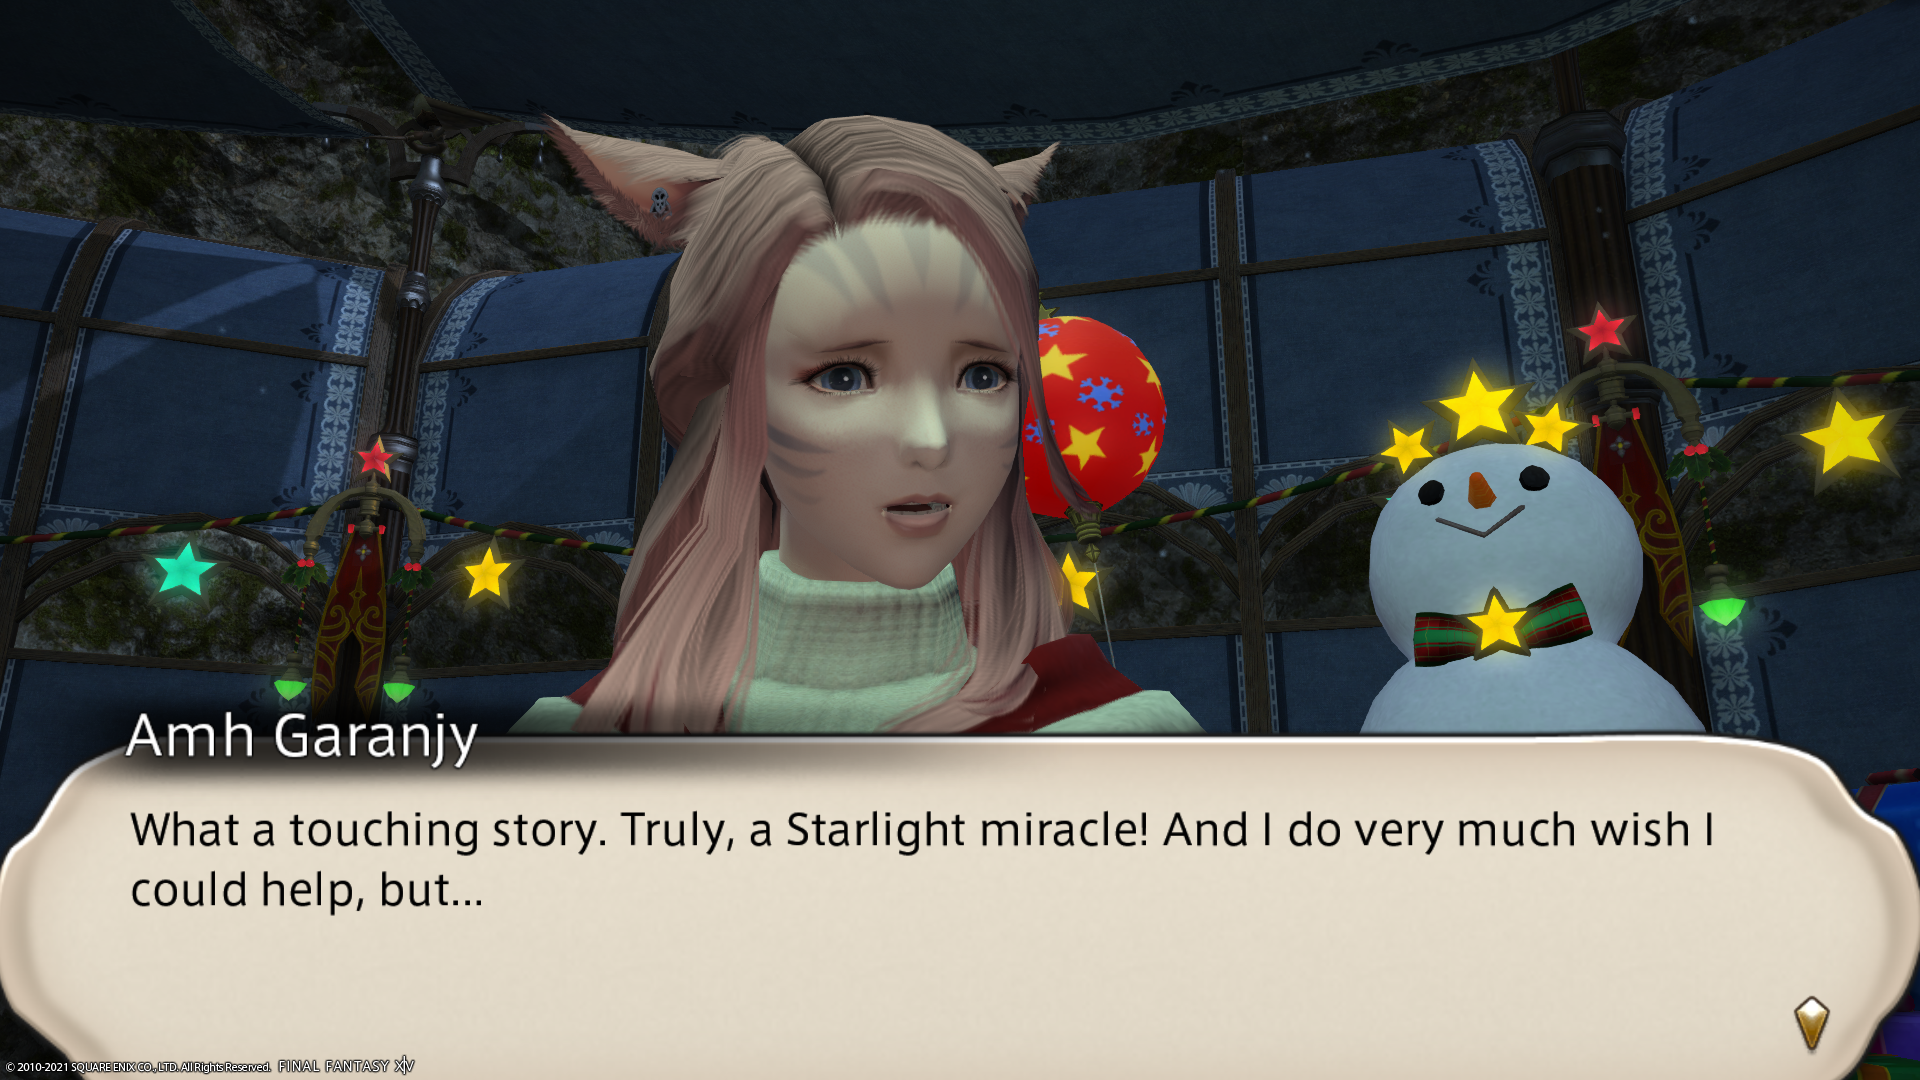 Amh Garanjy
What a touching story. Truly, a Starlight miracle! And I do very much wish I
could help, but...
© 2010-2021 SQUARE ENIX CO., LTD. All Rights Reserved. FINAL FANTASY XIV